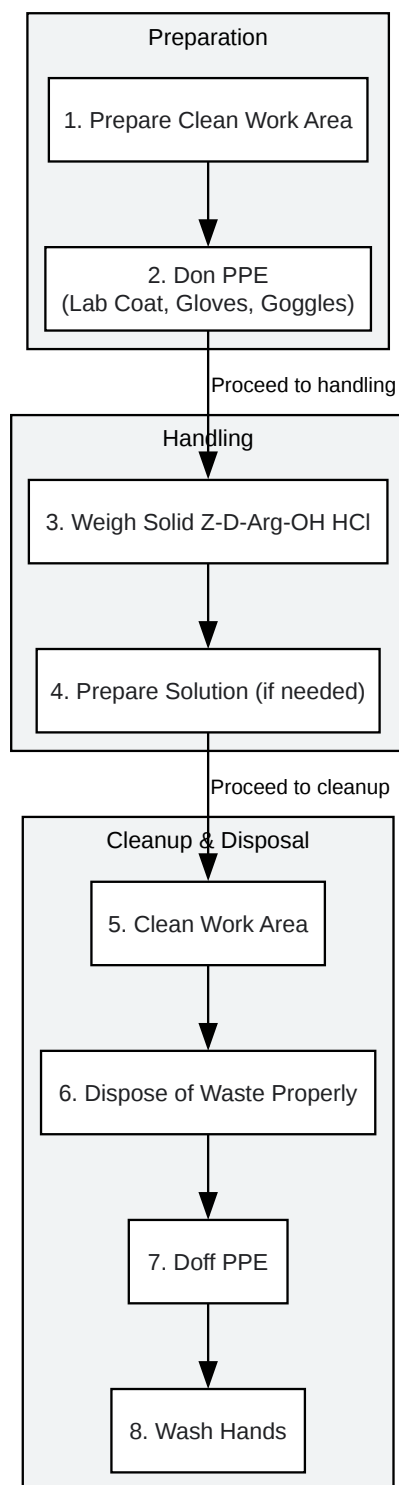 Preparation
1. Prepare Clean Work Area
2. Don PPE
(Lab Coat, Gloves, Goggles)
Proceed to handling
Handling
3. Weigh Solid Z-D-Arg-OH HCl
4. Prepare Solution (if needed)
Proceed to cleanup
Cleanup & Disposal
5. Clean Work Area
6. Dispose of Waste Properly
7. Doff PPE
8. Wash Hands